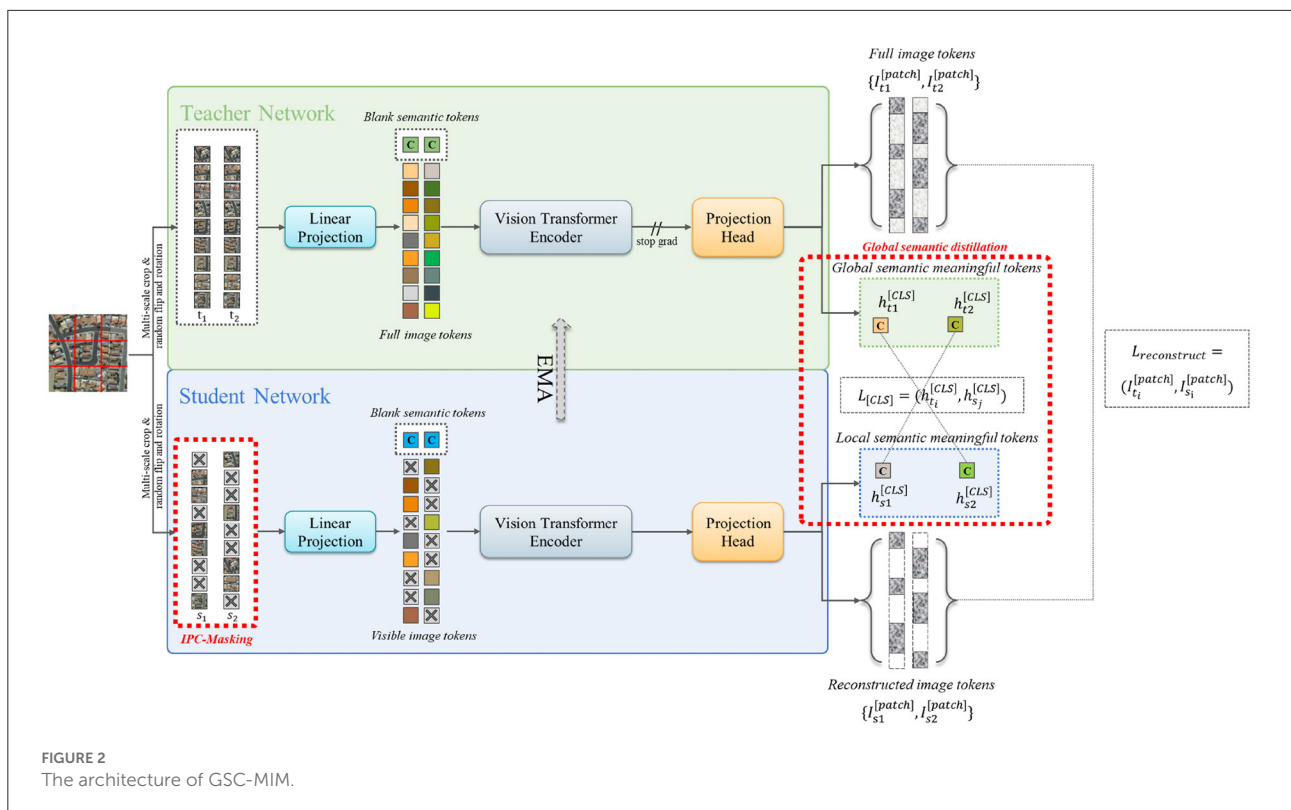 Full image tokens
{I_{t1}^{[patch]}, I_{t2}^{[patch]}}
Teacher Network
Blank semantic tokens
C C
Multi-scale crop &
random flip and rotation
t₁ t₂
Linear
Projection
Full image tokens
Vision Transformer
Encoder
stop grad
Projection
Head
Global semantic distillation
Global semantic meaningful tokens
h_{t1}^{[CLS]} h_{t2}^{[CLS]}
C C
EMA
L_{[CLS]} = (h_{t_i}^{[CLS]}, h_{s_j}^{[CLS]})
L_{reconstruct} =
(I_{t_i}^{[patch]}, I_{s_i}^{[patch]})
Student Network
Blank semantic tokens
C C
Multi-scale crop &
random flip and rotation
s₁ s₂
IPC-Masking
Linear
Projection
Visible image tokens
Vision Transformer
Encoder
Projection
Head
Local semantic meaningful tokens
C C
h_{s1}^{[CLS]} h_{s2}^{[CLS]}
Reconstructed image tokens
{I_{s1}^{[patch]}, I_{s2}^{[patch]}}
FIGURE 2
The architecture of GSC-MIM.